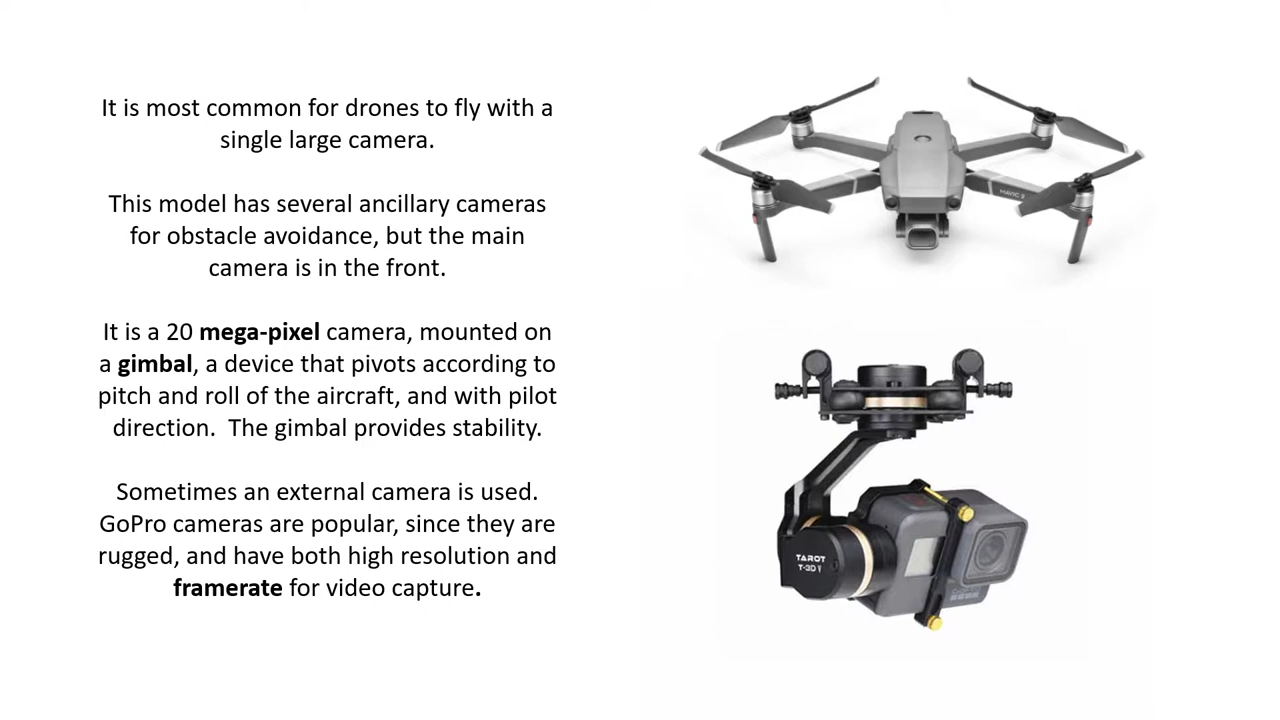 It is most common for drones to fly with a
single large camera.
This model has several ancillary cameras
for obstacle avoidance, but the main
camera is in the front.
It is a 20 mega-pixel camera, mounted on
a gimbal, a device that pivots according to
pitch and roll of the aircraft, and with pilot
direction.  The gimbal provides stability.
Sometimes an external camera is used.
GoPro cameras are popular, since they are
rugged, and have both high resolution and
framerate for video capture.
MAVIC 2
TAROT
T-3D V